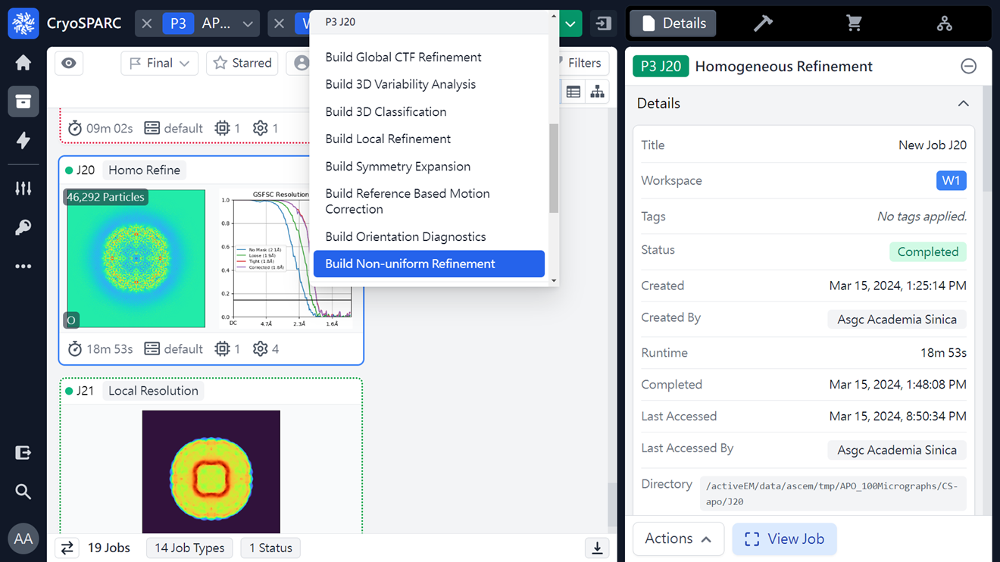 CryoSPARC
P3 AP...
P3 J20
Details
Final
Starred
Filters
Build Global CTF Refinement
Build 3D Variability Analysis
Build 3D Classification
Build Local Refinement
Build Symmetry Expansion
Build Reference Based Motion
Correction
Build Orientation Diagnostics
Build Non-uniform Refinement
09m 02s default 1 1
J20 Homo Refine
46,292 Particles
O
GSFSC Resolution
1.0
0.8
0.6
0.4
0.2
0.0
No Mask (2.1Å)
Loose (1.9Å)
Tight (1.8Å)
Corrected (1.8Å)
DC 4.7Å 2.3Å 1.6Å
18m 53s default 1 4
J21 Local Resolution
19 Jobs 14 Job Types 1 Status
AA
P3 J20 Homogeneous Refinement
Details
Title New Job J20
Workspace W1
Tags No tags applied.
Status Completed
Created Mar 15, 2024, 1:25:14 PM
Created By Asgc Academia Sinica
Runtime 18m 53s
Completed Mar 15, 2024, 1:48:08 PM
Last Accessed Mar 15, 2024, 8:50:34 PM
Last Accessed By Asgc Academia Sinica
Directory /activeEM/data/ascem/tmp/APO_100Micrographs/CS-
apo/J20
Actions View Job